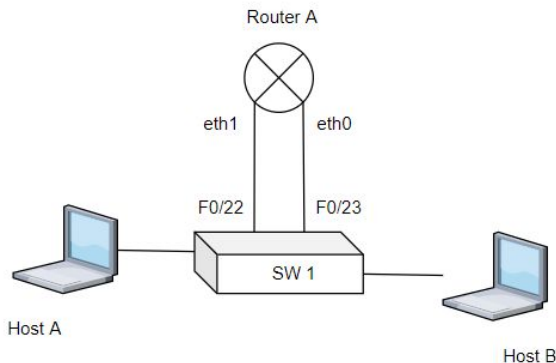 Router A
eth1
eth0
F0/22
F0/23
SW 1
Host A
Host B